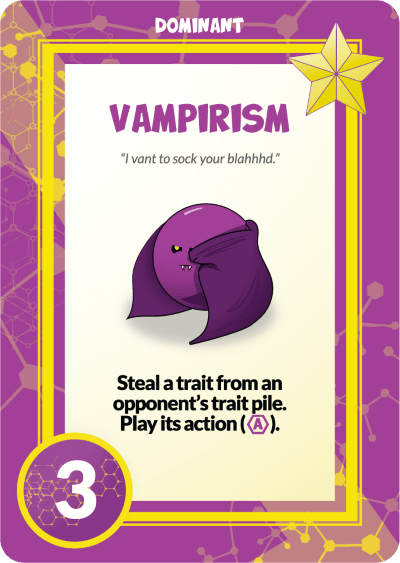 DOMINANT
VAMPIRISM
“I vant to sock your blahhhd.”
Steal a trait from an
opponent’s trait pile.
Play its action (A).
3